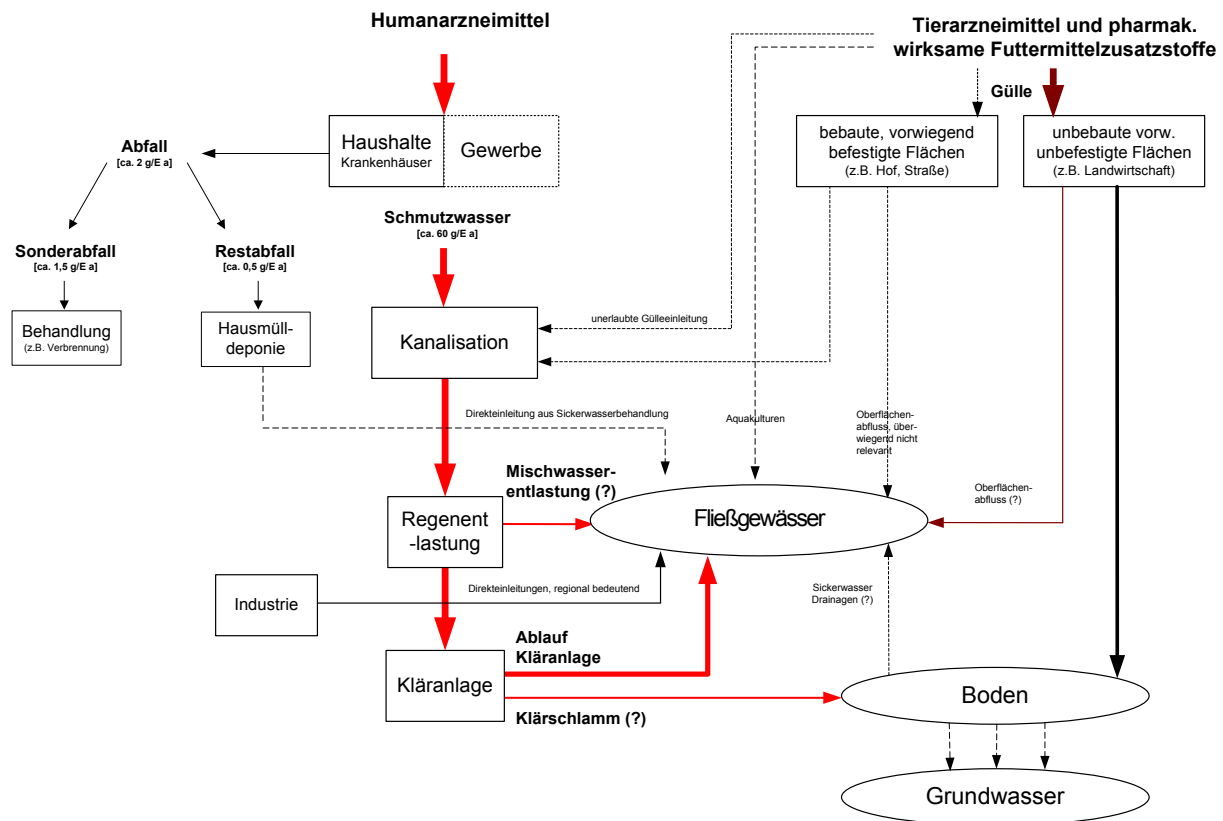 Humanarzneimittel
Tierarzneimittel und pharmak.
wirksame Futtermittelzusatzstoffe
Gülle
Haushalte
Krankenhäuser
Gewerbe
bebaute, vorwiegend
befestigte Flächen
(z.B. Hof, Straße)
unbebaute vorw.
unbefestigte Flächen
(z.B. Landwirtschaft)
Abfall
[ca. 2 g/E a]
Schmutzwasser
[ca. 60 g/E a]
Sonderabfall
[ca. 1,5 g/E a]
Restabfall
[ca. 0,5 g/E a]
Behandlung
(z.B. Verbrennung)
Hausmüll-
deponie
Kanalisation
unerlaubte Gülleeinleitung
Direkteinleitung aus Sickerwasserbehandlung
Aquakulturen
Oberflächen-
abfluss, über-
wiegend nicht
relevant
Mischwasser-
entlastung (?)
Oberflächen-
abfluss (?)
Regenent
-lastung
Fließgewässer
Industrie
Direkteinleitungen, regional bedeutend
Sickerwasser
Drainagen (?)
Ablauf
Kläranlage
Kläranlage
Klärschlamm (?)
Boden
Grundwasser